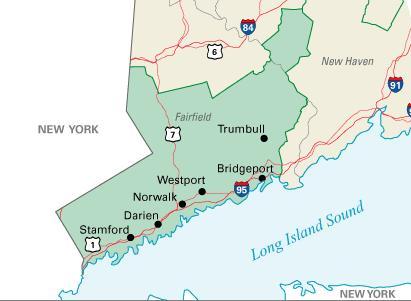 84
6
New Haven
91
Fairfield
NEW YORK
7
Trumbull
Bridgeport
Westport
95
Norwalk
Darien
Long Island Sound
Stamford
1
NEW YORK